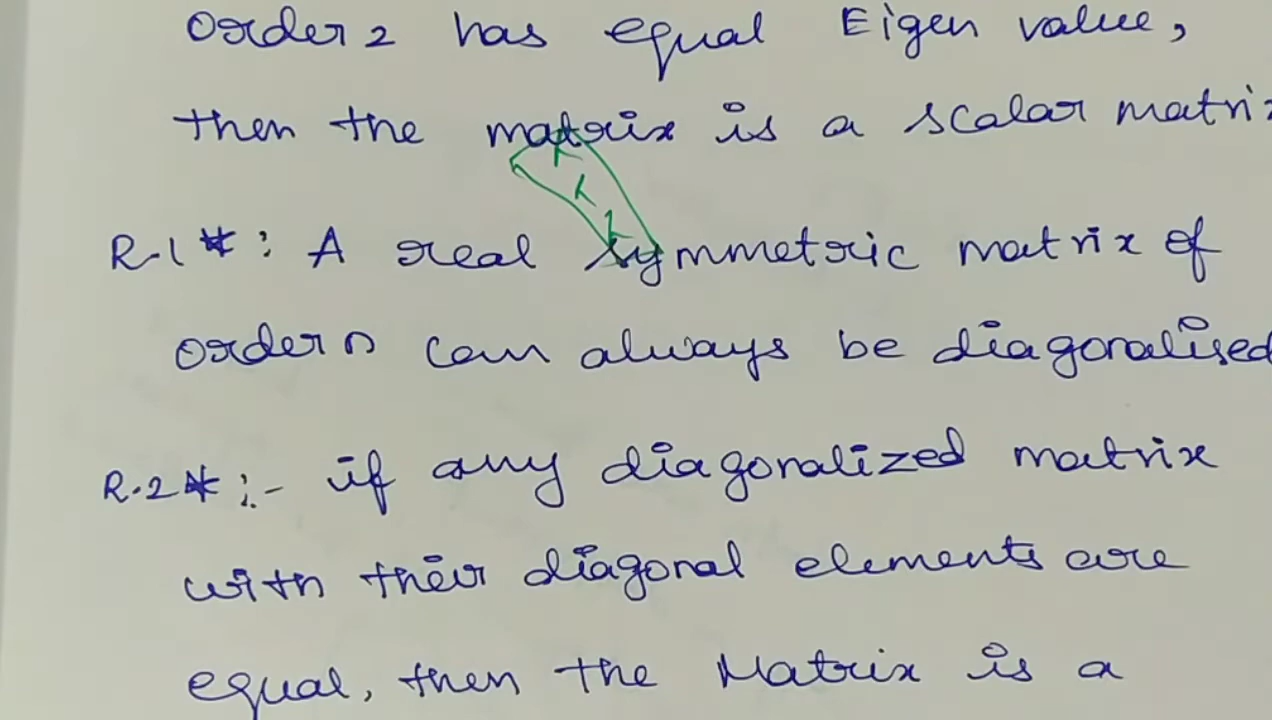 order 2 has equal Eigen value,
then the matrix is a scalar matri
R.1 * : A real symmetric matrix of
order n can always be diagonalised
R.2 * :- if any diagonalized matrix
with their diagonal elements are
equal, then the Matrix is a